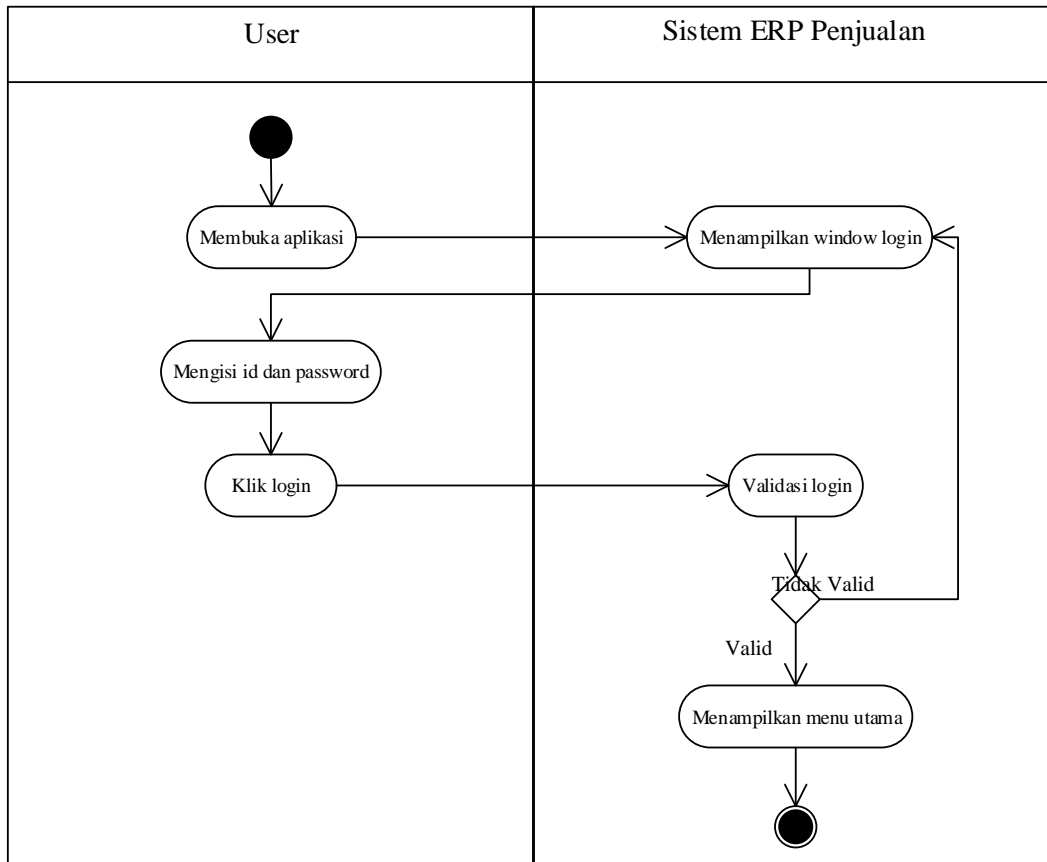 User
Sistem ERP Penjualan
Membuka aplikasi
Menampilkan window login
Mengisi id dan password
Klik login
Validasi login
Tidak Valid
Valid
Menampilkan menu utama